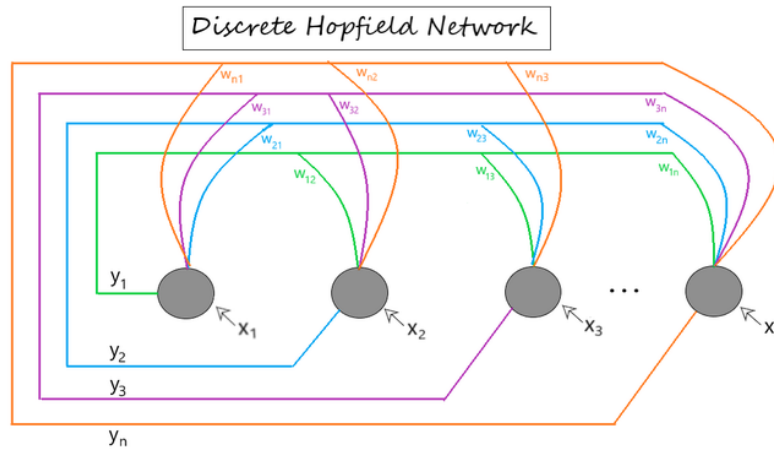 Discrete Hopfield Network
wn1 wn2 wn3
w31 w32 w3n
w21 w23 w2n
w12 w13 w1n
y1
...
x1 x2 x3 x
y2
y3
yn